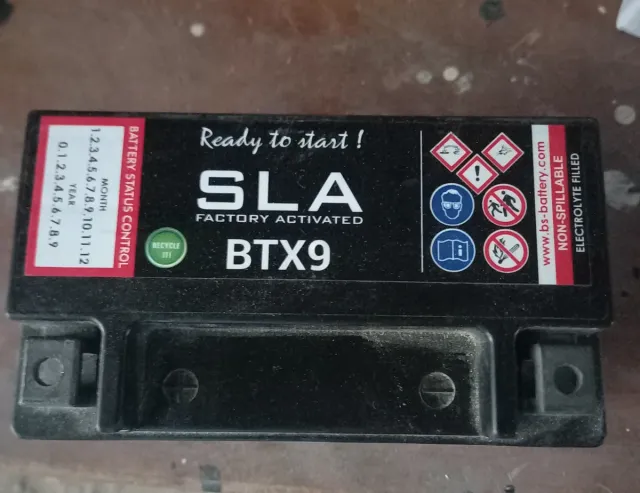 BATTERY STATUS CONTROL
MONTH
1.2.3.4.5.6.7.8.9.10.11.12
YEAR
0.1.2.3.4.5.6.7.8.9
Ready to start !
SLA
FACTORY ACTIVATED
BTX9
RECYCLE
IT!
www.bs-battery.com
NON-SPILLABLE
ELECTROLYTE FILLED